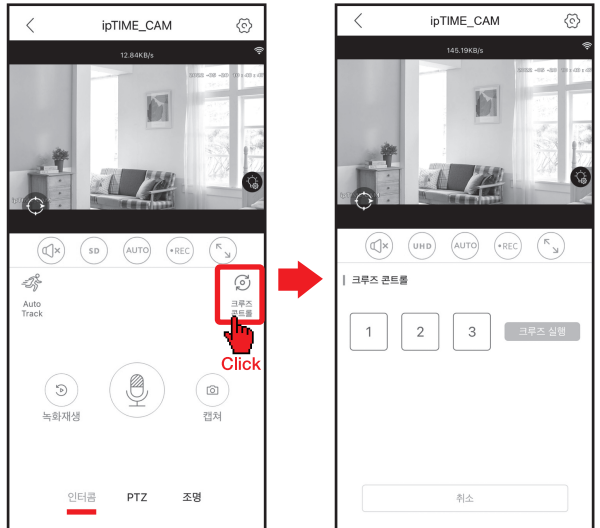 ipTIME_CAM
12.84KB/s
SD
AUTO
•REC
Auto
Track
크루즈
콘트롤
Click
녹화재생
캡쳐
인터콤
PTZ
조명
ipTIME_CAM
145.19KB/s
UHD
AUTO
•REC
크루즈 콘트롤
1
2
3
크루즈 실행
취소